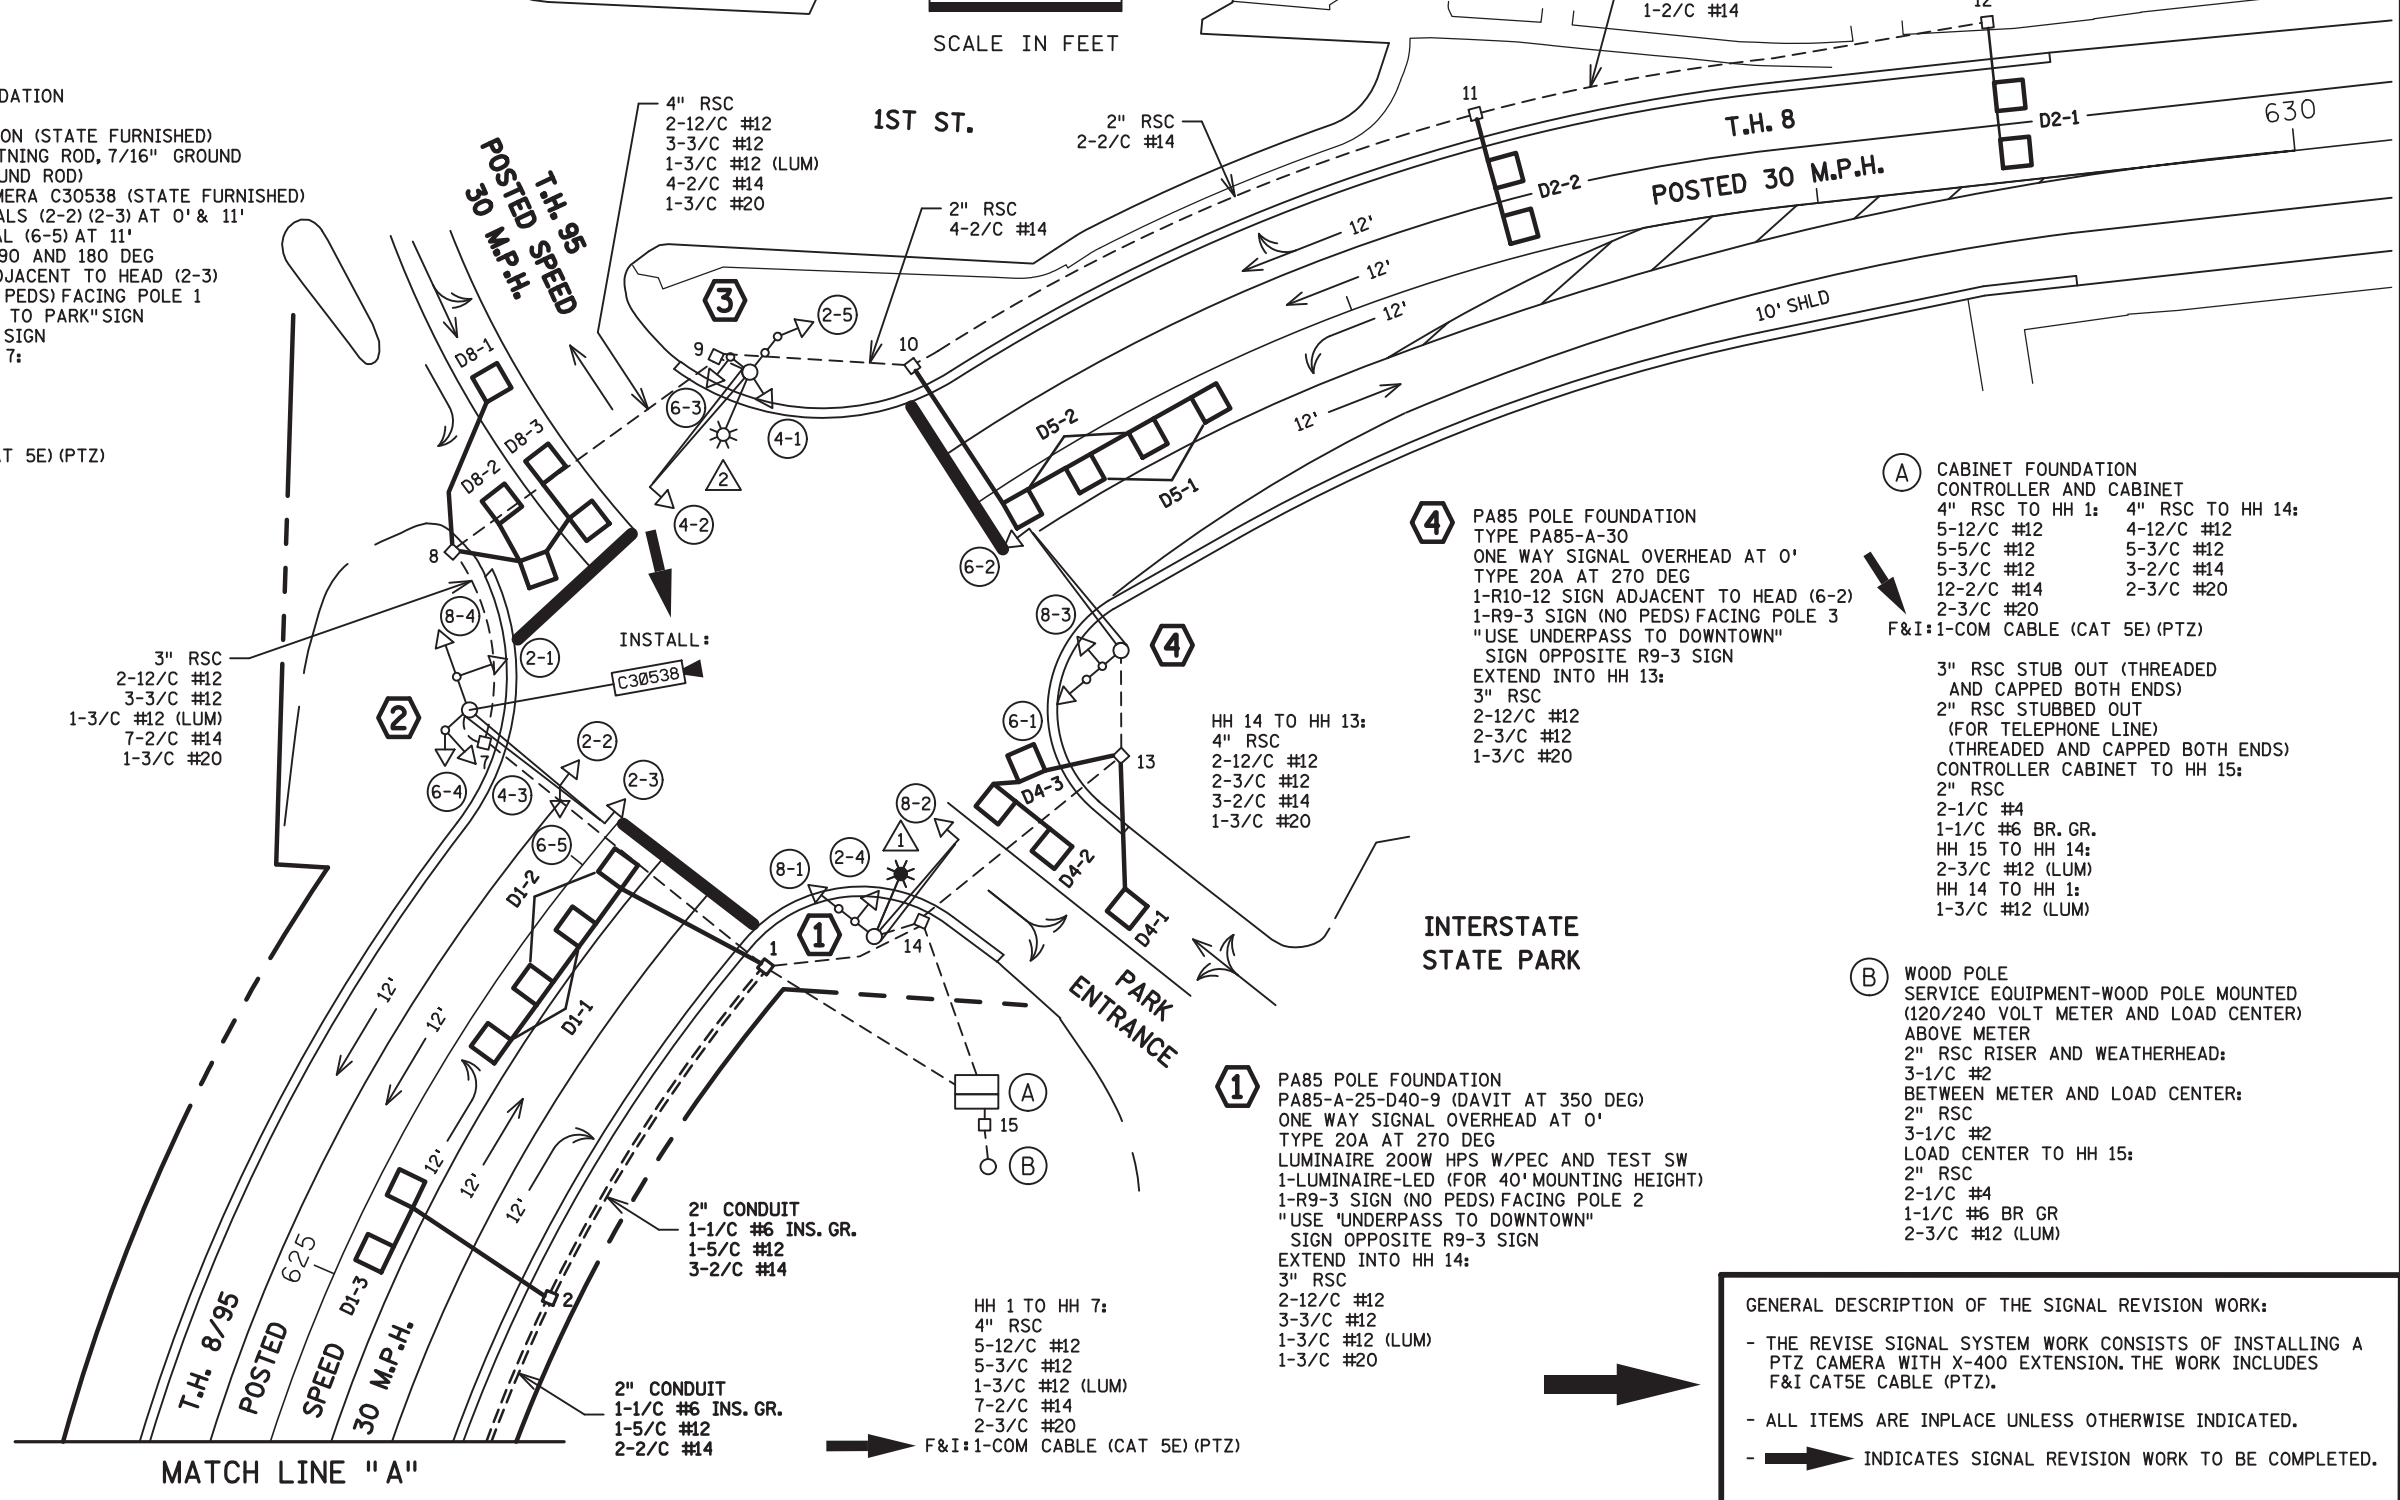 1-2/C #14
12
SCALE IN FEET
DATION
ON (STATE FURNISHED)
TNING ROD, 7/16" GROUND
UND ROD)
MERA C30538 (STATE FURNISHED)
ALS (2-2) (2-3) AT 0' & 11'
AL (6-5) AT 11'
90 AND 180 DEG
DJACENT TO HEAD (2-3)
PEDS) FACING POLE 1
TO PARK" SIGN
SIGN
7:
T 5E) (PTZ)
T.H. 95
POSTED SPEED
30 M.P.H.
4" RSC
2-12/C #12
3-3/C #12
1-3/C #12 (LUM)
4-2/C #14
1-3/C #20
1ST ST.
2" RSC
2-2/C #14
2" RSC
4-2/C #14
11
T.H. 8
POSTED 30 M.P.H.
D2-2
D2-1
630
12'
12'
12'
12'
10' SHLD
3
2-5
9
10
6-3
4-1
2
4-2
D8-1
D8-3
D8-2
8
D5-2
D5-1
6-2
8-4
2-1
INSTALL:
C30538
3" RSC
2-12/C #12
3-3/C #12
1-3/C #12 (LUM)
7-2/C #14
1-3/C #20
2
7
6-4
4-3
2-2
2-3
6-5
8-3
4
6-1
13
D4-3
D4-2
D4-1
8-2
1
2-4
8-1
1
14
1
HH 14 TO HH 13:
4" RSC
2-12/C #12
2-3/C #12
3-2/C #14
1-3/C #20
4
PA85 POLE FOUNDATION
TYPE PA85-A-30
ONE WAY SIGNAL OVERHEAD AT 0'
TYPE 20A AT 270 DEG
1-R10-12 SIGN ADJACENT TO HEAD (6-2)
1-R9-3 SIGN (NO PEDS) FACING POLE 3
"USE UNDERPASS TO DOWNTOWN"
SIGN OPPOSITE R9-3 SIGN
EXTEND INTO HH 13:
3" RSC
2-12/C #12
2-3/C #12
1-3/C #20
A
CABINET FOUNDATION
CONTROLLER AND CABINET
4" RSC TO HH 1: 4" RSC TO HH 14:
5-12/C #12 4-12/C #12
5-5/C #12 5-3/C #12
5-3/C #12 3-2/C #14
12-2/C #14 2-3/C #20
2-3/C #20
F&I: 1-COM CABLE (CAT 5E) (PTZ)
3" RSC STUB OUT (THREADED
AND CAPPED BOTH ENDS)
2" RSC STUBBED OUT
(FOR TELEPHONE LINE)
(THREADED AND CAPPED BOTH ENDS)
CONTROLLER CABINET TO HH 15:
2" RSC
2-1/C #4
1-1/C #6 BR. GR.
HH 15 TO HH 14:
2-3/C #12 (LUM)
HH 14 TO HH 1:
1-3/C #12 (LUM)
INTERSTATE
STATE PARK
PARK
ENTRANCE
B
WOOD POLE
SERVICE EQUIPMENT-WOOD POLE MOUNTED
(120/240 VOLT METER AND LOAD CENTER)
ABOVE METER
2" RSC RISER AND WEATHERHEAD:
3-1/C #2
BETWEEN METER AND LOAD CENTER:
2" RSC
3-1/C #2
LOAD CENTER TO HH 15:
2" RSC
2-1/C #4
1-1/C #6 BR GR
2-3/C #12 (LUM)
D1-2
D1-1
12'
12'
12'
12'
12'
A
15
B
1
PA85 POLE FOUNDATION
PA85-A-25-D40-9 (DAVIT AT 350 DEG)
ONE WAY SIGNAL OVERHEAD AT 0'
TYPE 20A AT 270 DEG
LUMINAIRE 200W HPS W/PEC AND TEST SW
1-LUMINAIRE-LED (FOR 40' MOUNTING HEIGHT)
1-R9-3 SIGN (NO PEDS) FACING POLE 2
"USE 'UNDERPASS TO DOWNTOWN"
SIGN OPPOSITE R9-3 SIGN
EXTEND INTO HH 14:
3" RSC
2-12/C #12
3-3/C #12
1-3/C #12 (LUM)
1-3/C #20
2" CONDUIT
1-1/C #6 INS. GR.
1-5/C #12
3-2/C #14
625
D1-3
2
T.H. 8/95
POSTED
SPEED
30 M.P.H.
HH 1 TO HH 7:
4" RSC
5-12/C #12
5-3/C #12
1-3/C #12 (LUM)
7-2/C #14
2-3/C #20
F&I: 1-COM CABLE (CAT 5E) (PTZ)
2" CONDUIT
1-1/C #6 INS. GR.
1-5/C #12
2-2/C #14
MATCH LINE "A"
GENERAL DESCRIPTION OF THE SIGNAL REVISION WORK:
- THE REVISE SIGNAL SYSTEM WORK CONSISTS OF INSTALLING A
PTZ CAMERA WITH X-400 EXTENSION. THE WORK INCLUDES
F&I CAT5E CABLE (PTZ).
- ALL ITEMS ARE INPLACE UNLESS OTHERWISE INDICATED.
- INDICATES SIGNAL REVISION WORK TO BE COMPLETED.